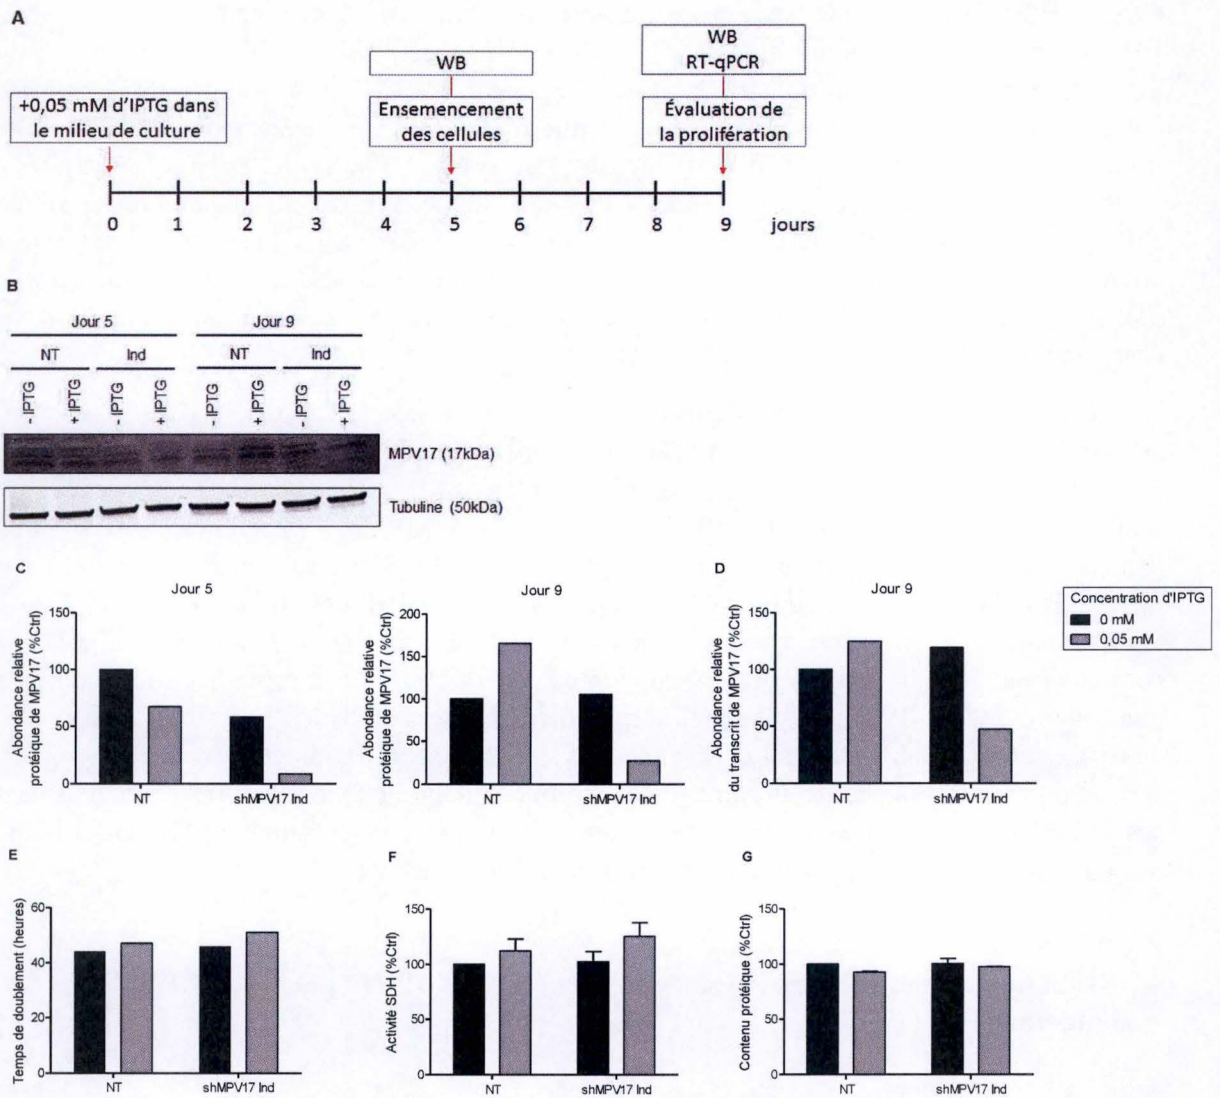 A
+0,05 mM d'IPTG dans
le milieu de culture
WB
Ensemencement
des cellules
WB
RT-qPCR
Évaluation de
la prolifération
0 1 2 3 4 5 6 7 8 9 jours
B
Jour 5 Jour 9
NT Ind NT Ind
- IPTG + IPTG - IPTG + IPTG - IPTG + IPTG - IPTG + IPTG
MPV17 (17kDa)
Tubuline (50kDa)
C
Jour 5
Abondance relative
protéique de MPV17 (%Ctrl)
150
100
50
0
NT shMPV17 Ind
Jour 9
Abondance relative
protéique de MPV17 (%Ctrl)
200
150
100
50
0
NT shMPV17 Ind
D
Jour 9
Abondance relative
du transcrit de MPV17 (%Ctrl)
150
100
50
0
NT shMPV17 Ind
Concentration d'IPTG
0 mM
0,05 mM
E
Temps de doublement (heures)
60
40
20
0
NT shMPV17 Ind
F
Activité SDH (%Ctrl)
150
100
50
0
NT shMPV17 Ind
G
Contenu protéique (%Ctrl)
150
100
50
0
NT shMPV17 Ind